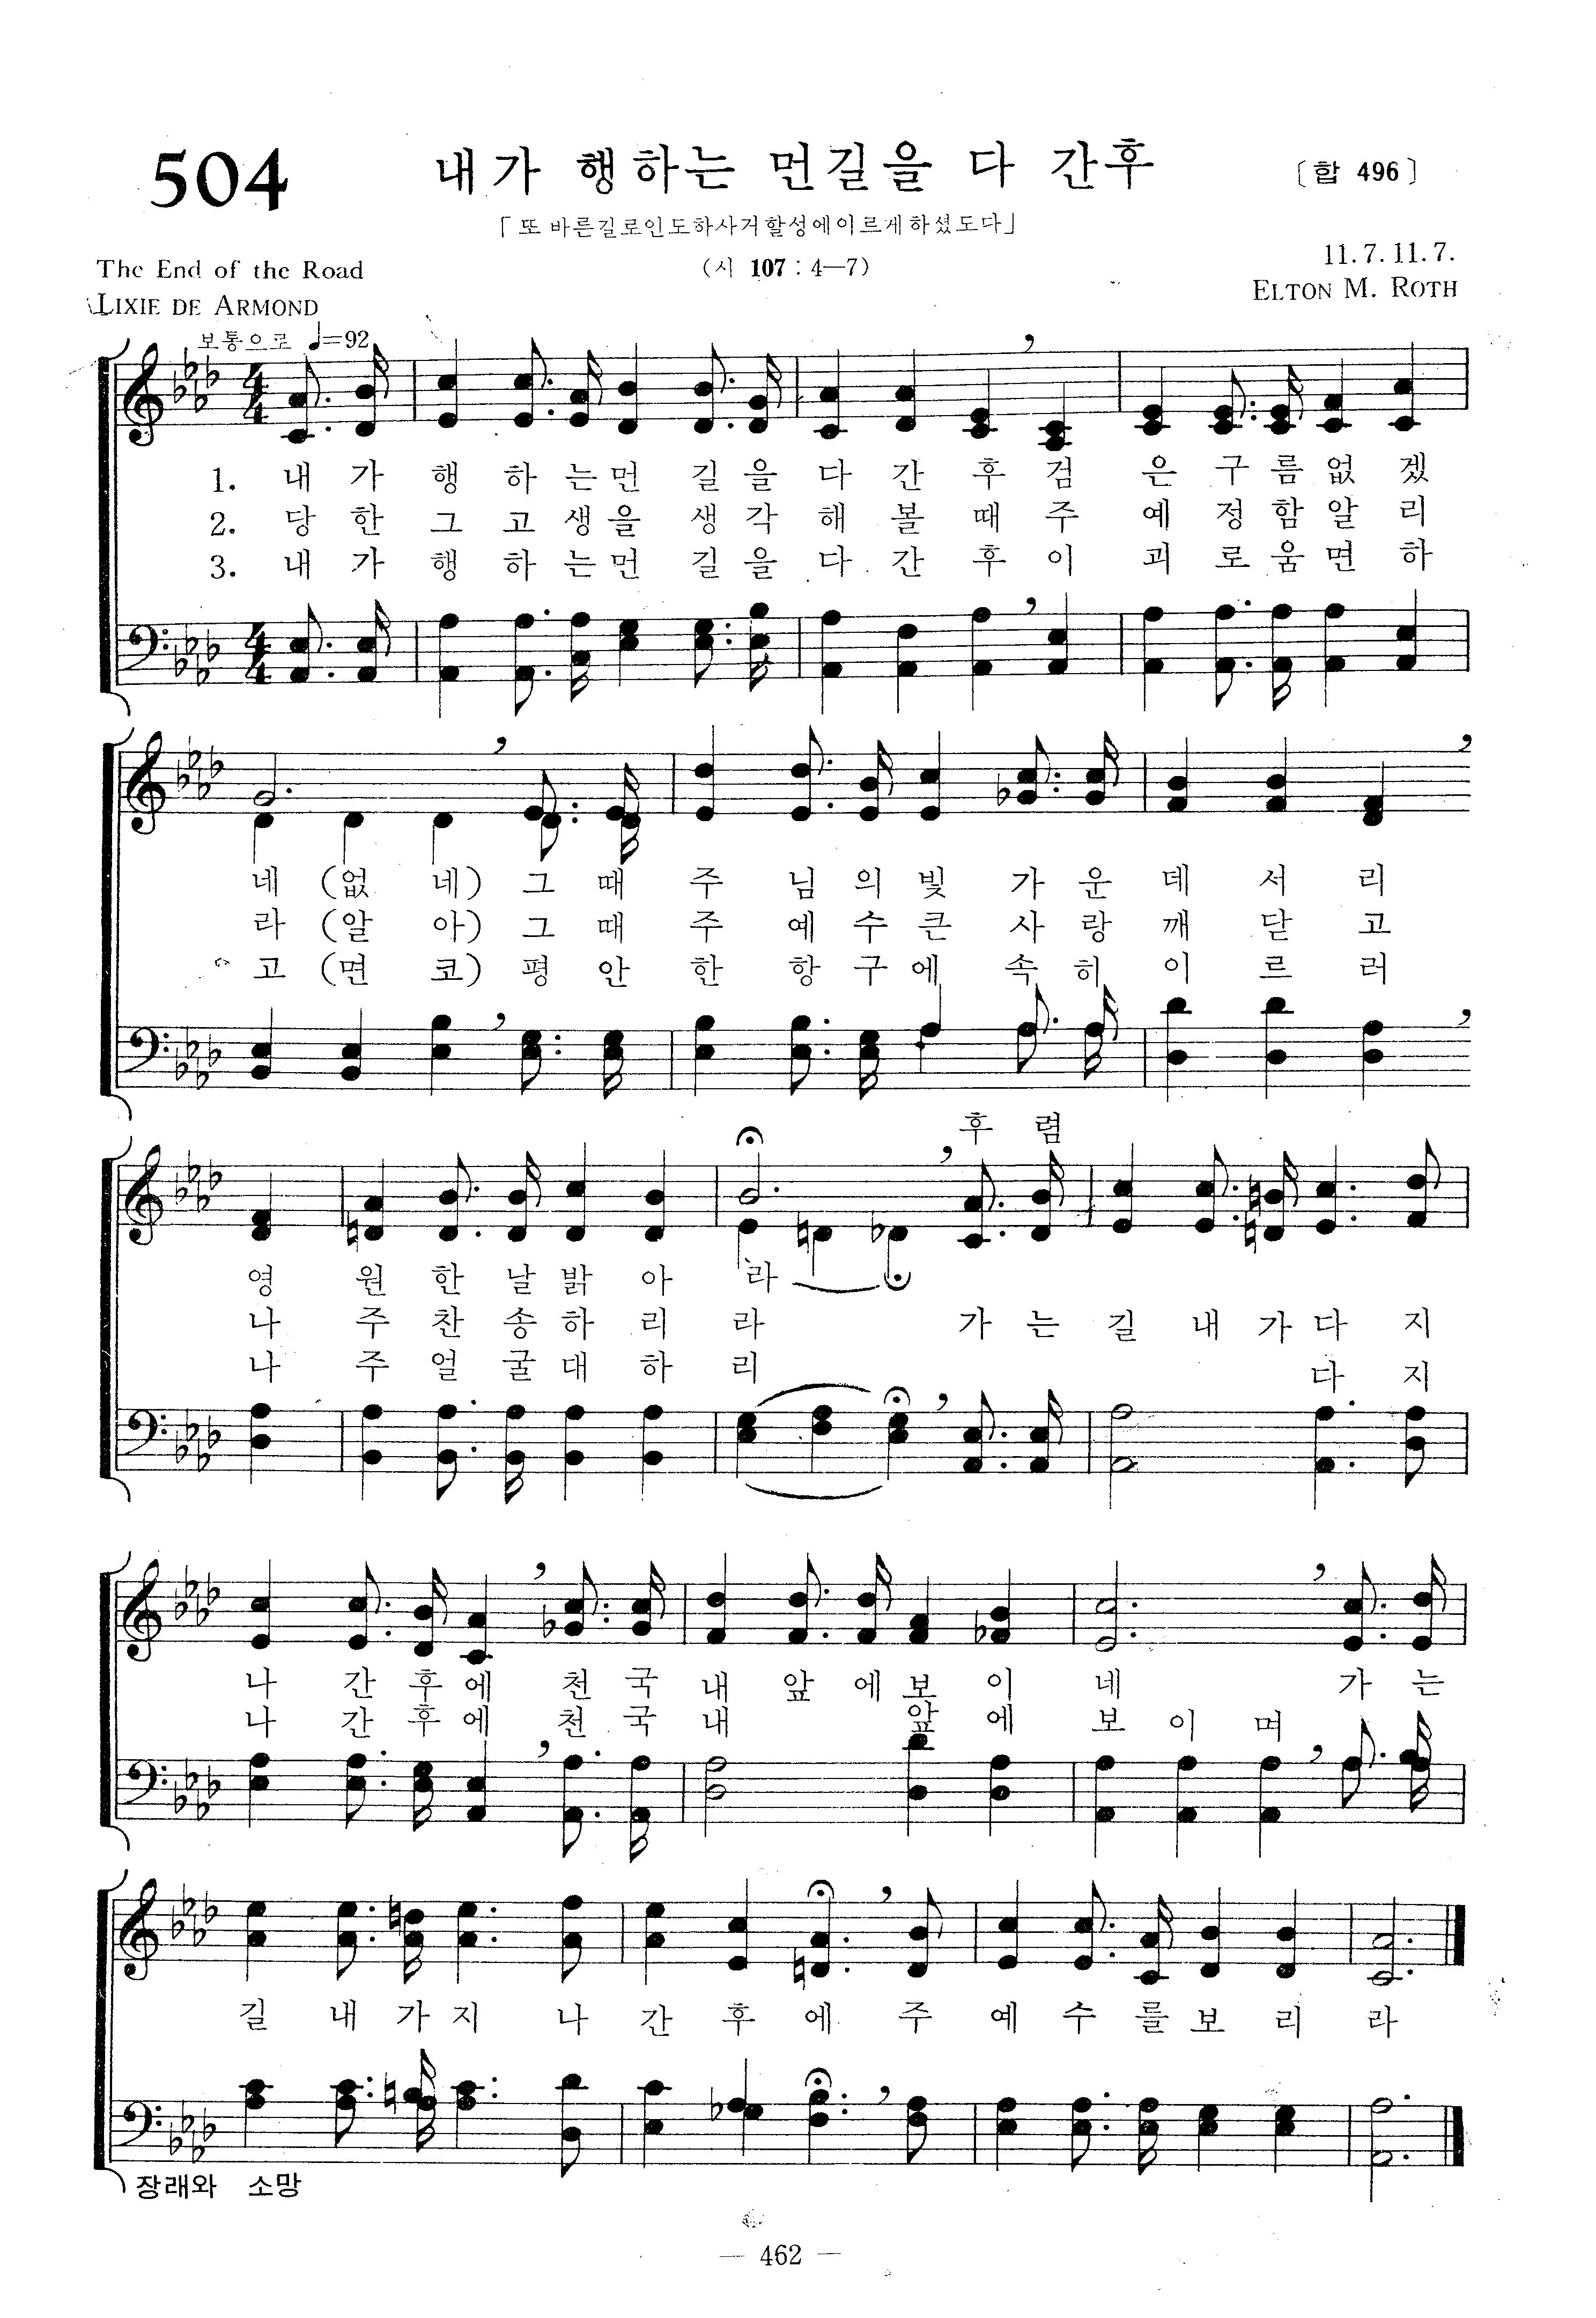 504
내가 행하는 먼길을 다 간후
〔합 496〕
「또 바른길로인도하사거할성에이르게하셨도다」
(시 107 : 4—7)
The End of the Road
LIXIE DE ARMOND
11.7.11.7.
ELTON M. ROTH
보통으로 ♩=92
1. 내 가 행 하 는 먼 길 을 다 간 후 검 은 구 름 없 겠
2. 당 한 그 고 생 을 생 각 해 볼 때 주 예 정 함 알 리
3. 내 가 행 하 는 먼 길 을 다 간 후 이 괴 로 움 면 하
네 (없 네) 그 때 주 님 의 빛 가 운 데 서 리
라 (알 아) 그 때 주 예 수 큰 사 랑 깨 닫 고
고 (면 코) 평 안 한 항 구 에 속 히 이 르 러
후 렴
영 원 한 날 밝 아 라
나 주 찬 송 하 리 라 가 는 길 내 가 다 지
나 주 얼 굴 대 하 리 다 지
나 간 후 에 천 국 내 앞 에 보 이 네 가 는
나 간 후 에 천 국 내 앞 에 보 이 며
길 내 가 지 나 간 후 에 주 예 수 를 보 리 라
장래와 소망
— 462 —